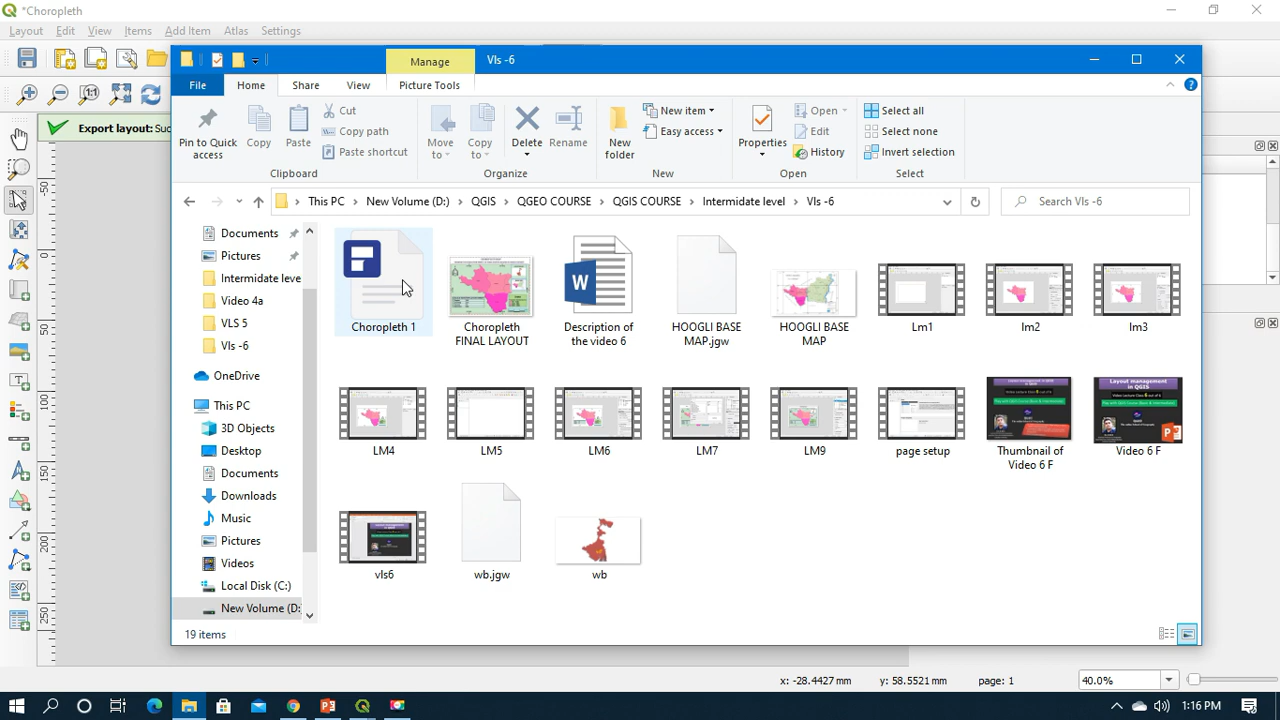 *Choropleth
Layout Edit View Items Add Item Atlas Settings
Manage VIs -6
File Home Share View Picture Tools
Export layout: Suc
Pin to Quick access
Copy
Paste
Cut
Copy path
Paste shortcut
Move to
Copy to
Delete
Rename
New folder
New item
Easy access
Properties
Open
Edit
History
Select all
Select none
Invert selection
Clipboard Organize New Open Select
This PC New Volume (D:) QGIS QGEO COURSE QGIS COURSE Intermidate level VIs -6
Search VIs -6
Documents
Pictures
Intermidate leve
Video 4a
VLS 5
VIs -6
OneDrive
This PC
3D Objects
Desktop
Documents
Downloads
Music
Pictures
Videos
Local Disk (C:)
New Volume (D:
Choropleth 1
Choropleth
FINAL LAYOUT
Description of
the video 6
HOOGLI BASE
MAP.jgw
HOOGLI BASE
MAP
Lm1
lm2
lm3
LM4
LM5
LM6
LM7
LM9
page setup
Thumbnail of
Video 6 F
Video 6 F
vls6
wb.jgw
wb
19 items
x: -28.4427 mm y: 58.5521 mm page: 1 40.0%
1:16 PM